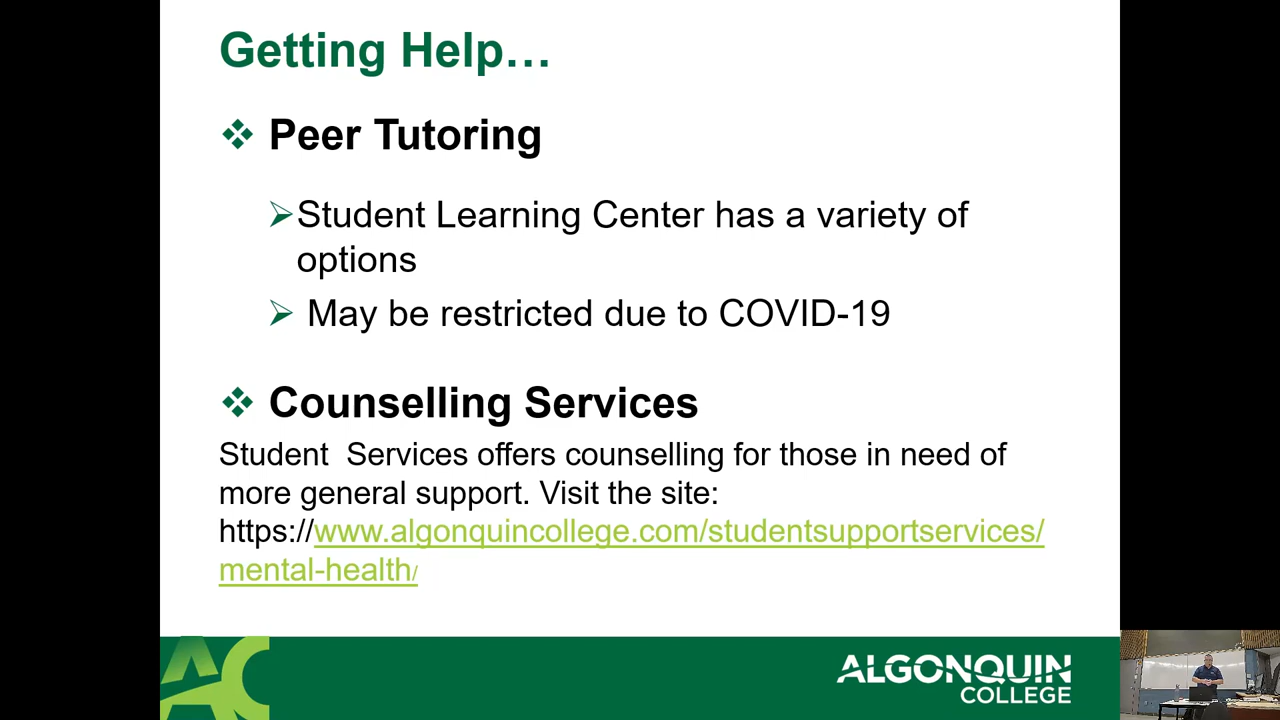 Getting Help…
Peer Tutoring
Student Learning Center has a variety of
options
May be restricted due to COVID-19
Counselling Services
Student  Services offers counselling for those in need of
more general support. Visit the site:
https://www.algonquincollege.com/studentsupportservices/
mental-health/
AC
ALGONQUIN
COLLEGE